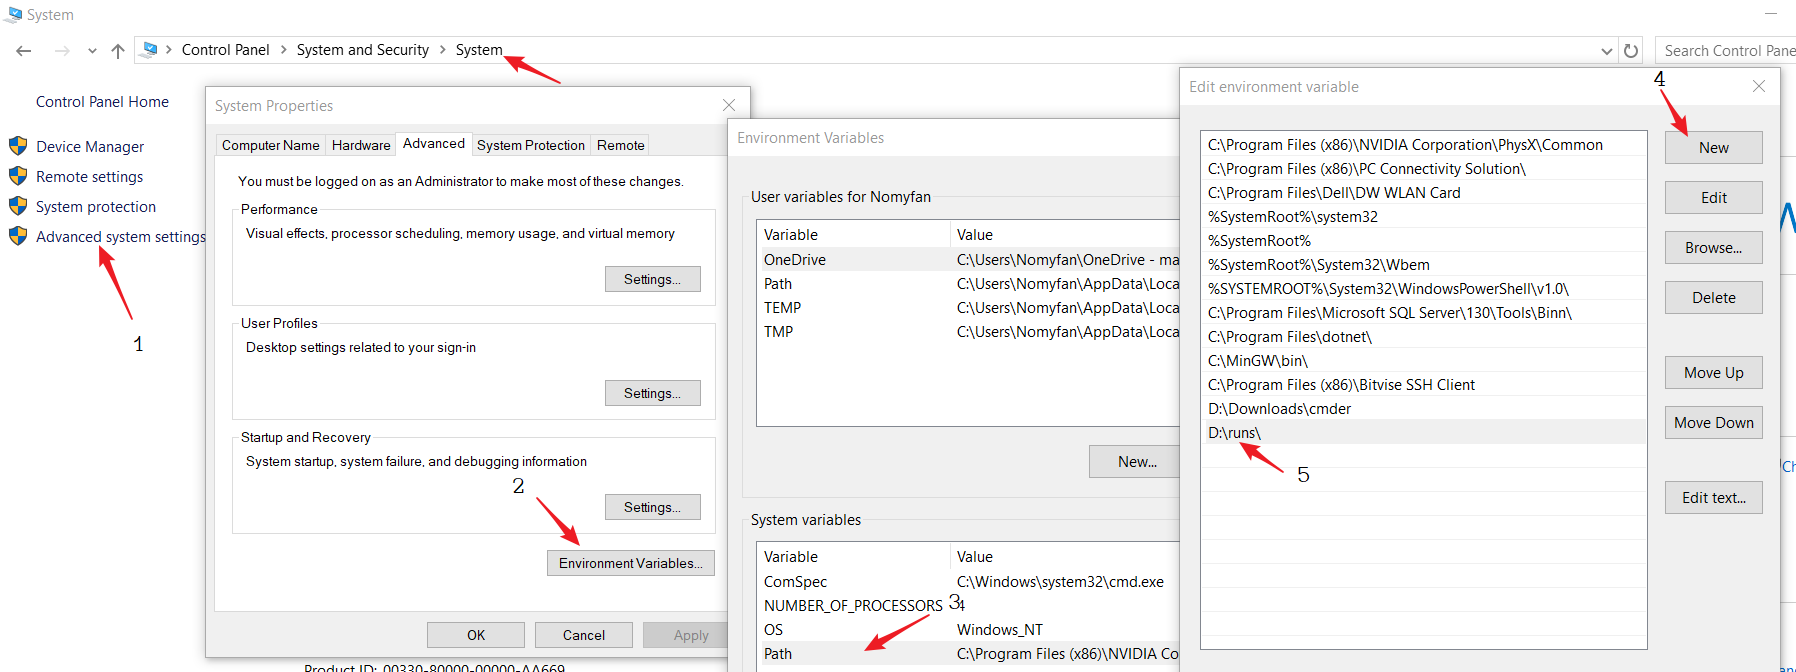 System
Control Panel > System and Security > System
Search Control Pane
Control Panel Home
Device Manager
Remote settings
System protection
Advanced system settings
1
System Properties
Computer Name Hardware Advanced System Protection Remote
You must be logged on as an Administrator to make most of these changes.
Performance
Visual effects, processor scheduling, memory usage, and virtual memory
Settings...
User Profiles
Desktop settings related to your sign-in
Settings...
Startup and Recovery
System startup, system failure, and debugging information
2
Settings...
Environment Variables...
OK Cancel Apply
Product ID: 00330-80000-00000-AA669
Environment Variables
User variables for Nomyfan
Variable Value
OneDrive C:\Users\Nomyfan\OneDrive - ma
Path C:\Users\Nomyfan\AppData\Loca
TEMP C:\Users\Nomyfan\AppData\Loca
TMP C:\Users\Nomyfan\AppData\Loca
New...
System variables
Variable Value
ComSpec C:\Windows\system32\cmd.exe
NUMBER_OF_PROCESSORS 4
3
OS Windows_NT
Path C:\Program Files (x86)\NVIDIA Co
Edit environment variable
4
C:\Program Files (x86)\NVIDIA Corporation\PhysX\Common
C:\Program Files (x86)\PC Connectivity Solution\
C:\Program Files\Dell\DW WLAN Card
%SystemRoot%\system32
%SystemRoot%
%SystemRoot%\System32\Wbem
%SYSTEMROOT%\System32\WindowsPowerShell\v1.0\
C:\Program Files\Microsoft SQL Server\130\Tools\Binn\
C:\Program Files\dotnet\
C:\MinGW\bin\
C:\Program Files (x86)\Bitvise SSH Client
D:\Downloads\cmder
D:\runs\
5
New
Edit
Browse...
Delete
Move Up
Move Down
Edit text...